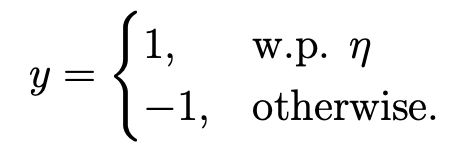 y = { 1, w.p. η
−1, otherwise.